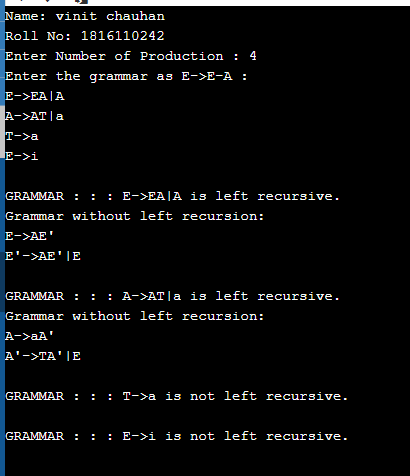 Name: vinit chauhan
Roll No: 1816110242
Enter Number of Production : 4
Enter the grammar as E->E-A :
E->EA|A
A->AT|a
T->a
E->i
GRAMMAR : : : E->EA|A is left recursive.
Grammar without left recursion:
E->AE'
E'->AE'|E
GRAMMAR : : : A->AT|a is left recursive.
Grammar without left recursion:
A->aA'
A'->TA'|E
GRAMMAR : : : T->a is not left recursive.
GRAMMAR : : : E->i is not left recursive.